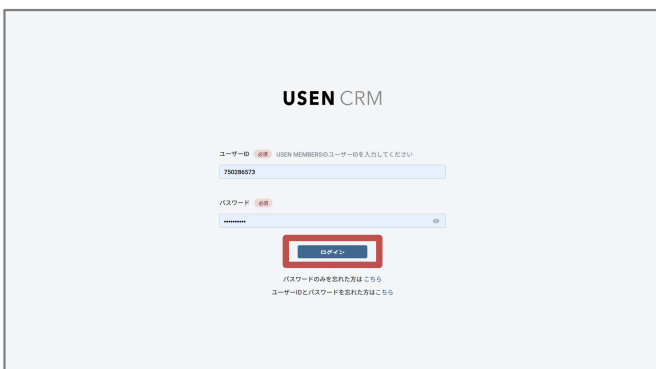 USEN CRM
ユーザーID 必須 USEN MEMBERSのユーザーIDを入力してください
750286573
パスワード 必須
••••••••••
ログイン
パスワードのみを忘れた方は こちら
ユーザーIDとパスワードを忘れた方はこちら